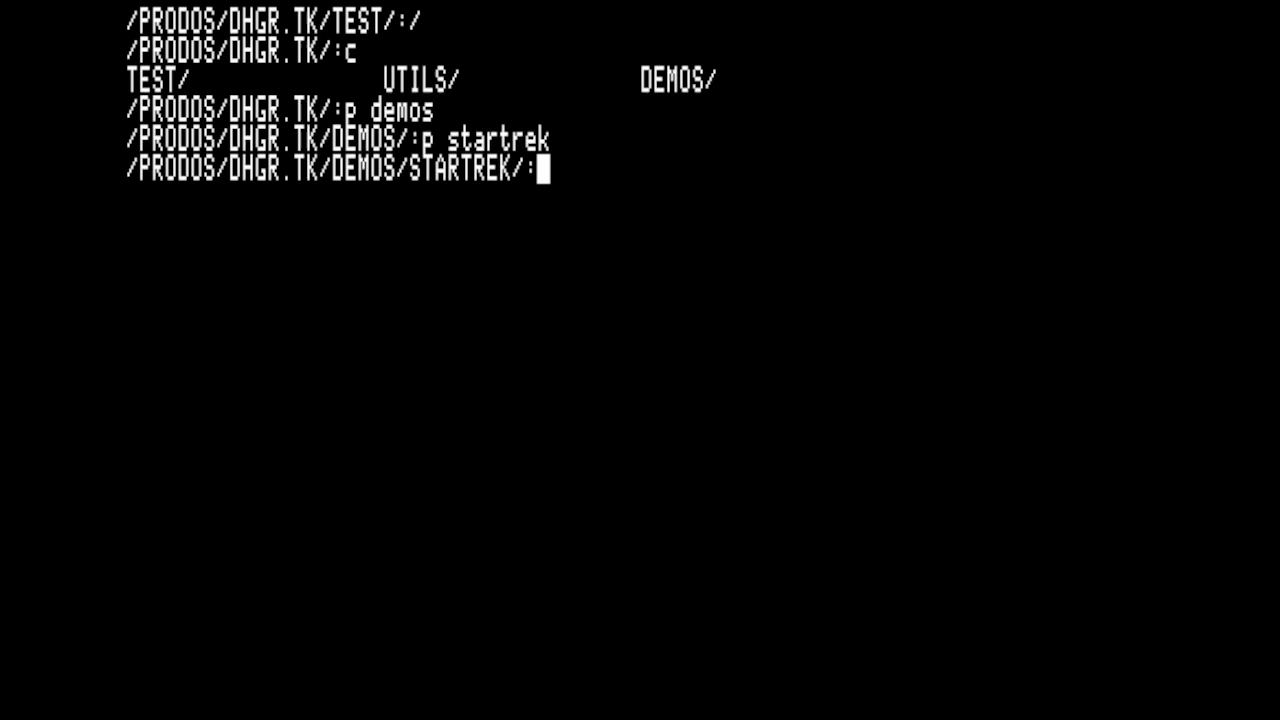 /PRODOS/DHGR.TK/TEST/:/
/PRODOS/DHGR.TK/:c
TEST/ UTILS/ DEMOS/
/PRODOS/DHGR.TK/:p demos
/PRODOS/DHGR.TK/DEMOS/:p startrek
/PRODOS/DHGR.TK/DEMOS/STARTREK/: